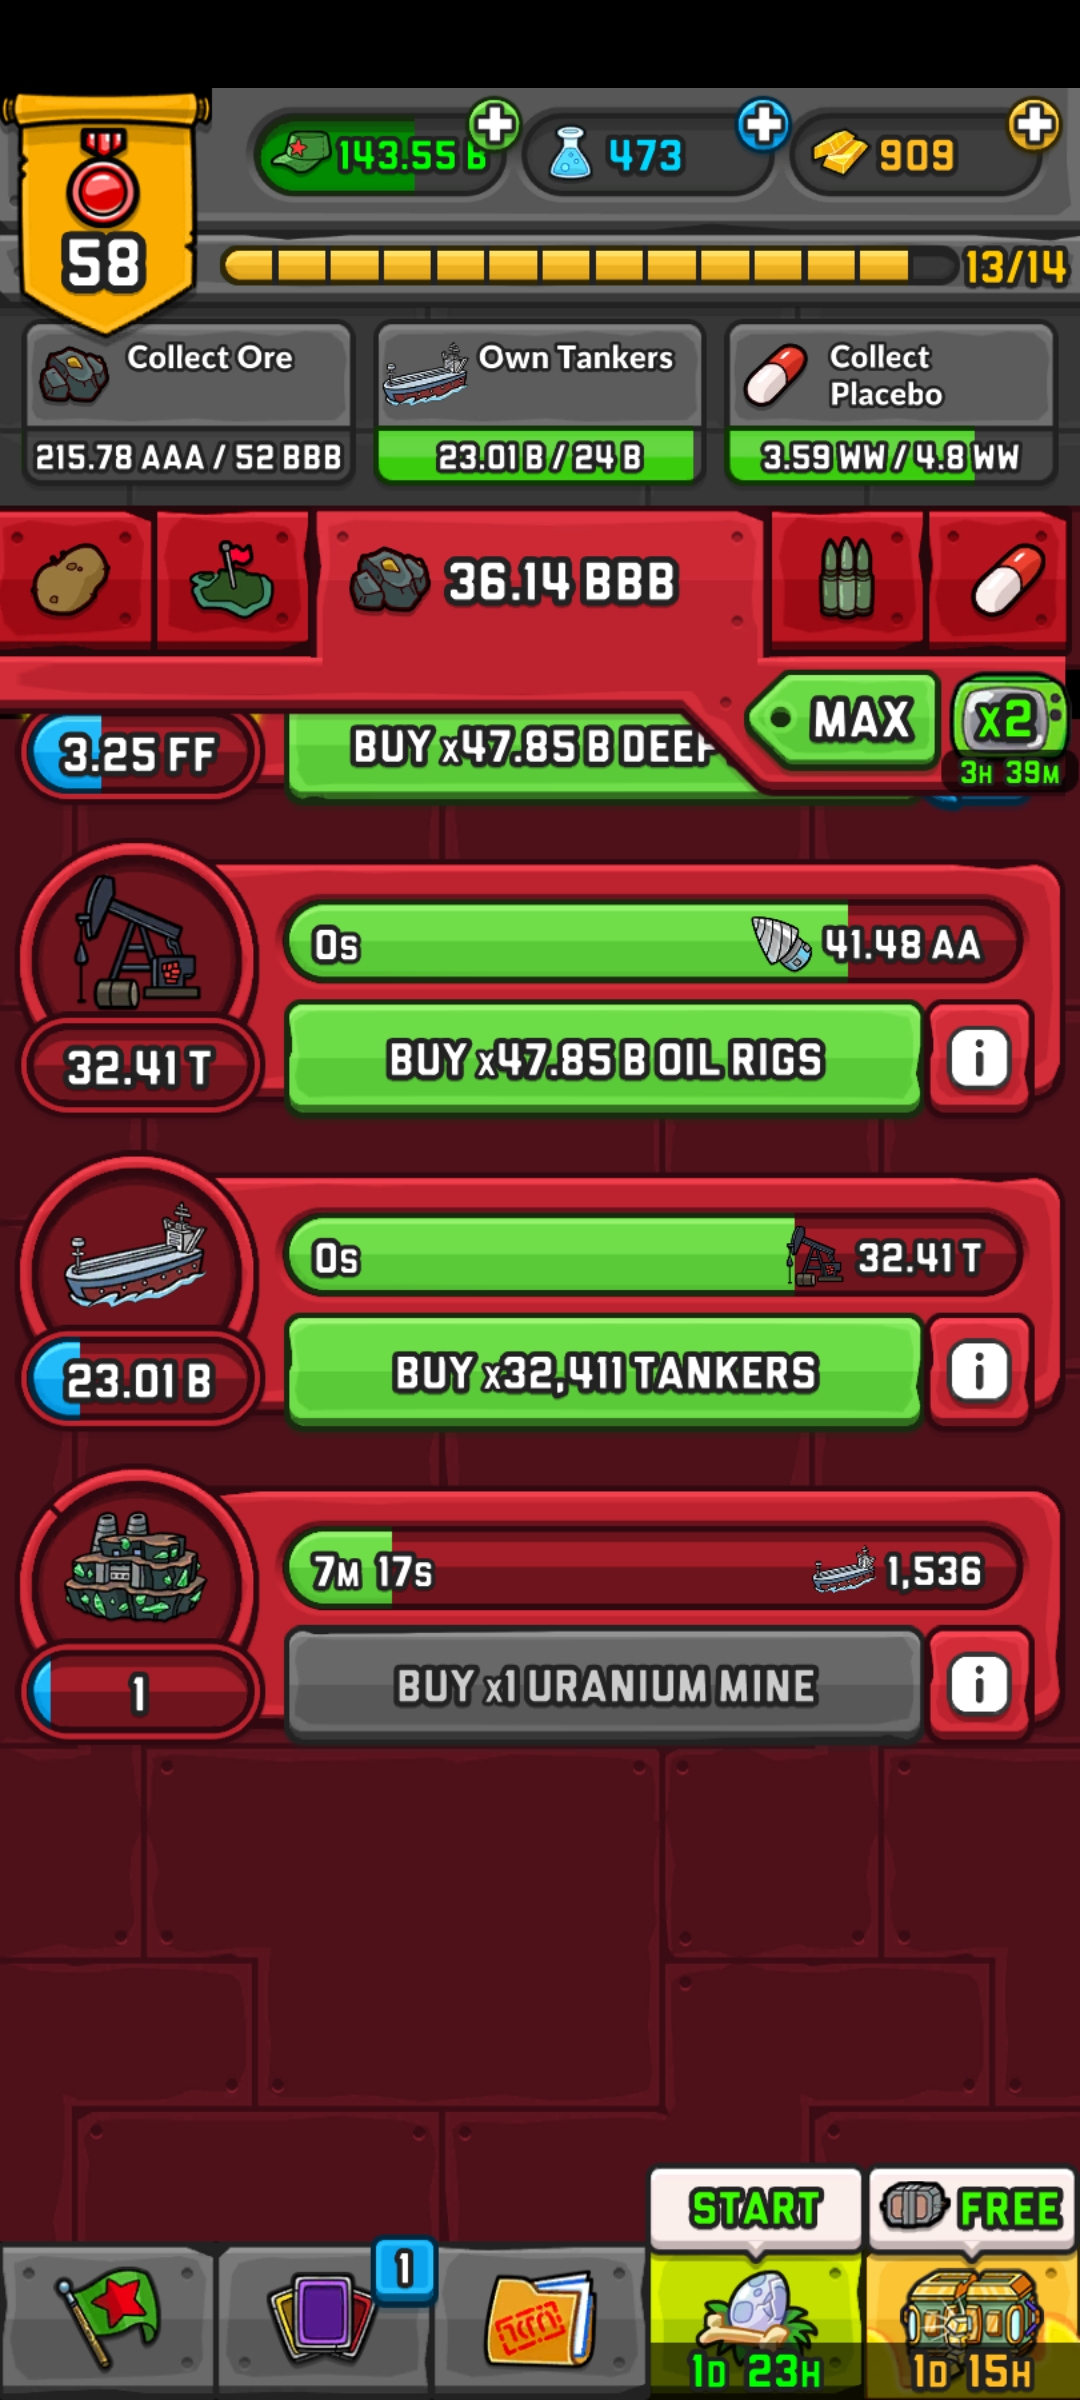 58
143.55 B
473
909
13/14
Collect Ore
215.78 AAA / 52 BBB
Own Tankers
23.01 B / 24 B
Collect
Placebo
3.59 WW / 4.8 WW
36.14 BBB
MAX
x2
3H 39M
3.25 FF
BUY x47.85 B DEEP
0s
41.48 AA
32.41 T
BUY x47.85 B OIL RIGS
i
0s
32.41 T
23.01 B
BUY x32,411 TANKERS
i
7M 17s
1,536
1
BUY x1 URANIUM MINE
i
START
FREE
1
1D 23H
1D 15H